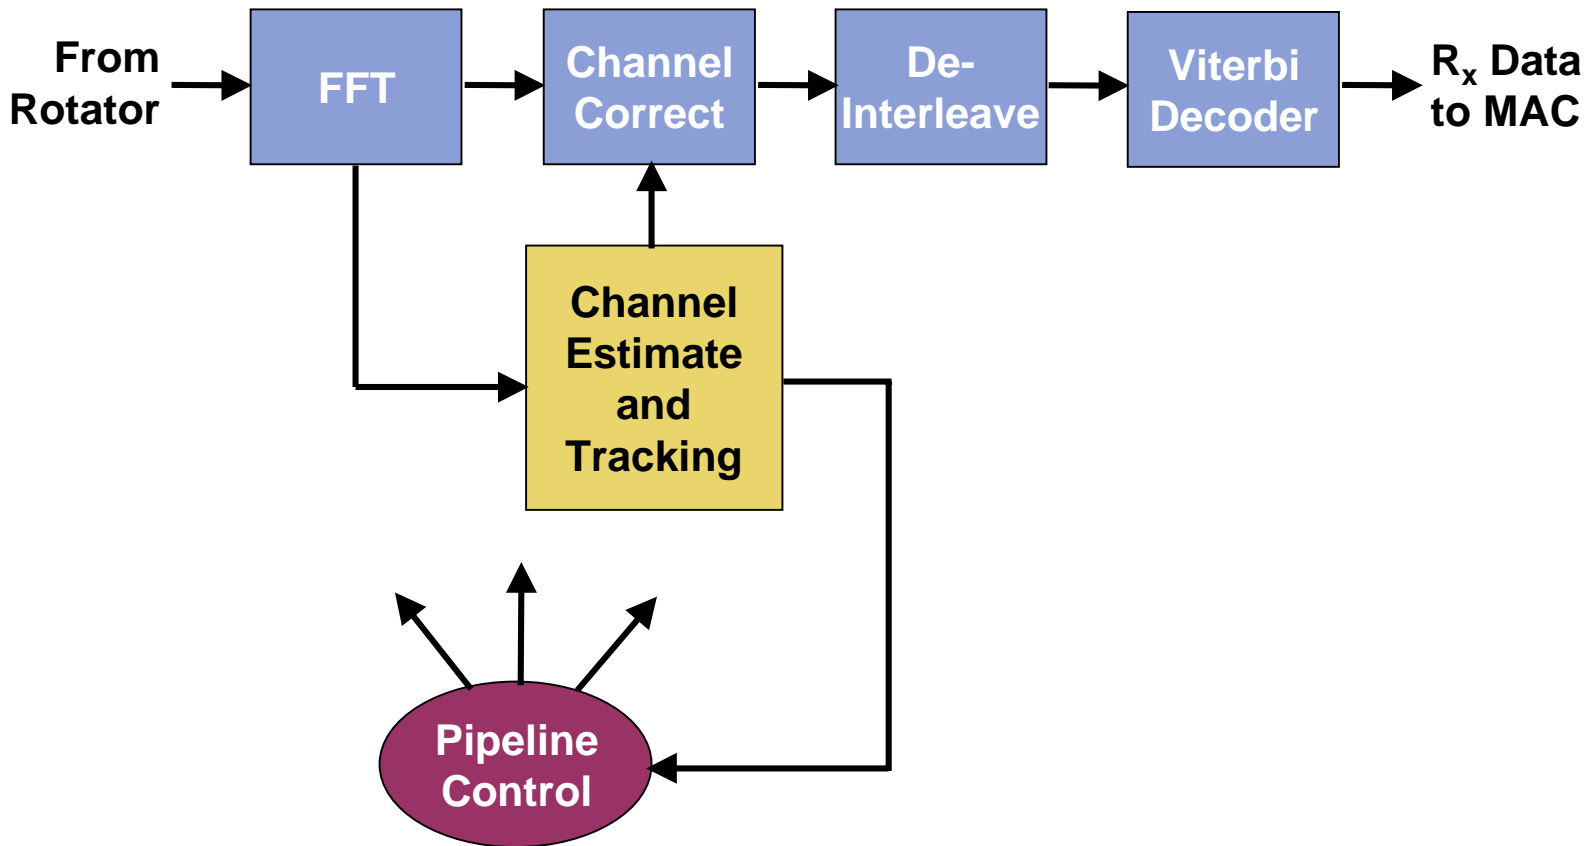 From
Rotator
FFT
Channel
Correct
De-
Interleave
Viterbi
Decoder
Rx Data
to MAC
Channel
Estimate
and
Tracking
Pipeline
Control